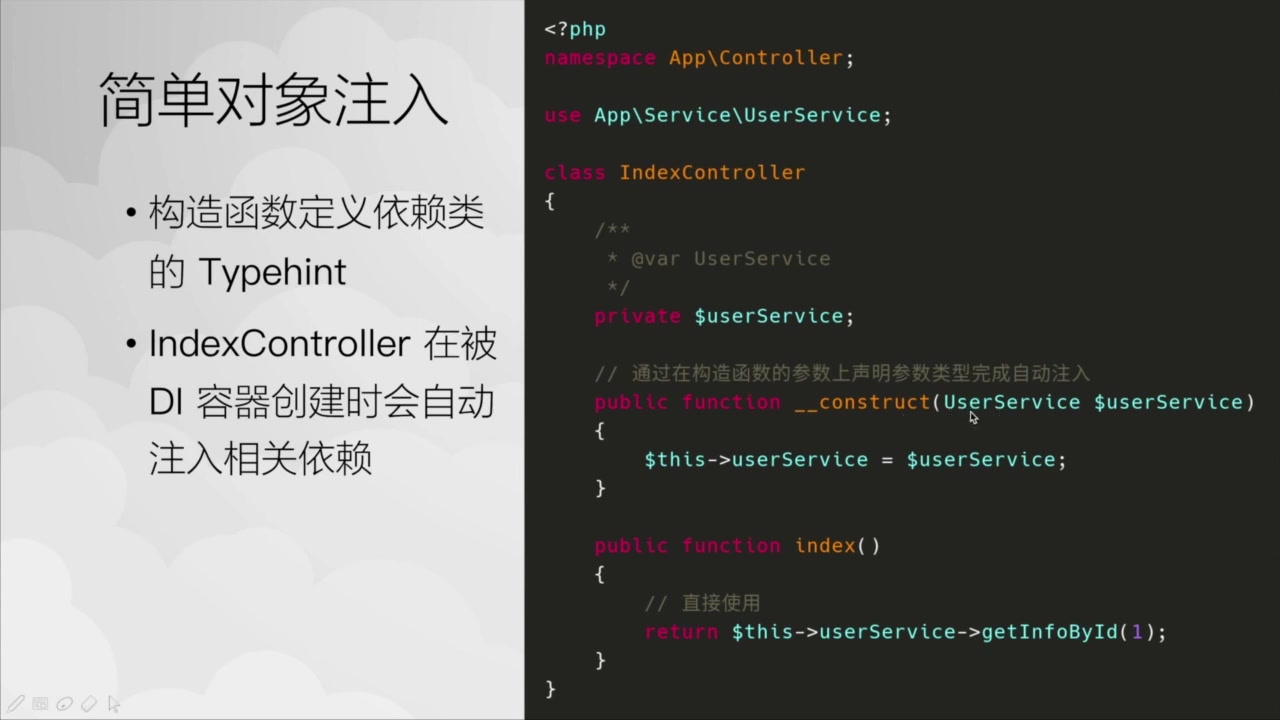 简单对象注入
• 构造函数定义依赖类
的 Typehint
• IndexController 在被
DI 容器创建时会自动
注入相关依赖
<?php
namespace App\Controller;
use App\Service\UserService;
class IndexController
{
    /**
     * @var UserService
     */
    private $userService;
    // 通过在构造函数的参数上声明参数类型完成自动注入
    public function __construct(UserService $userService)
    {
        $this->userService = $userService;
    }
    public function index()
    {
        // 直接使用
        return $this->userService->getInfoById(1);
    }
}